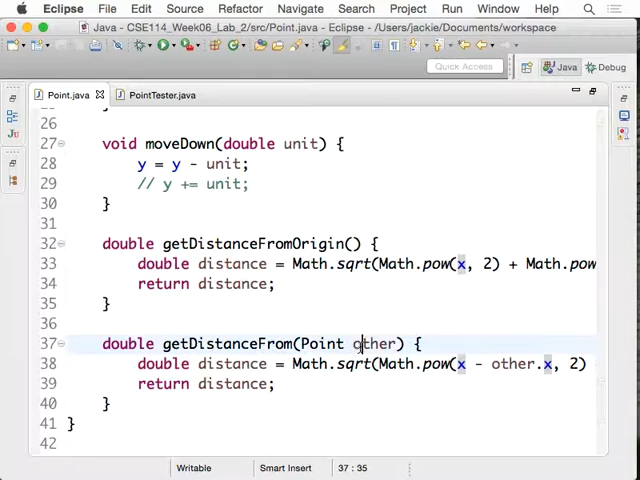 Eclipse File Edit Source Refactor Navigate Search Project Run Window Help
Java - CSE114_Week06_Lab_2/src/Point.java - Eclipse - /Users/jackie/Documents/workspace
Quick Access Java Debug
Point.java PointTester.java
26
27 void moveDown(double unit) {
28 y = y - unit;
29 // y += unit;
30 }
31
32 double getDistanceFromOrigin() {
33 double distance = Math.sqrt(Math.pow(x, 2) + Math.pow
34 return distance;
35 }
36
37 double getDistanceFrom(Point other) {
38 double distance = Math.sqrt(Math.pow(x - other.x, 2)
39 return distance;
40 }
41 }
42
Writable Smart Insert 37 : 35